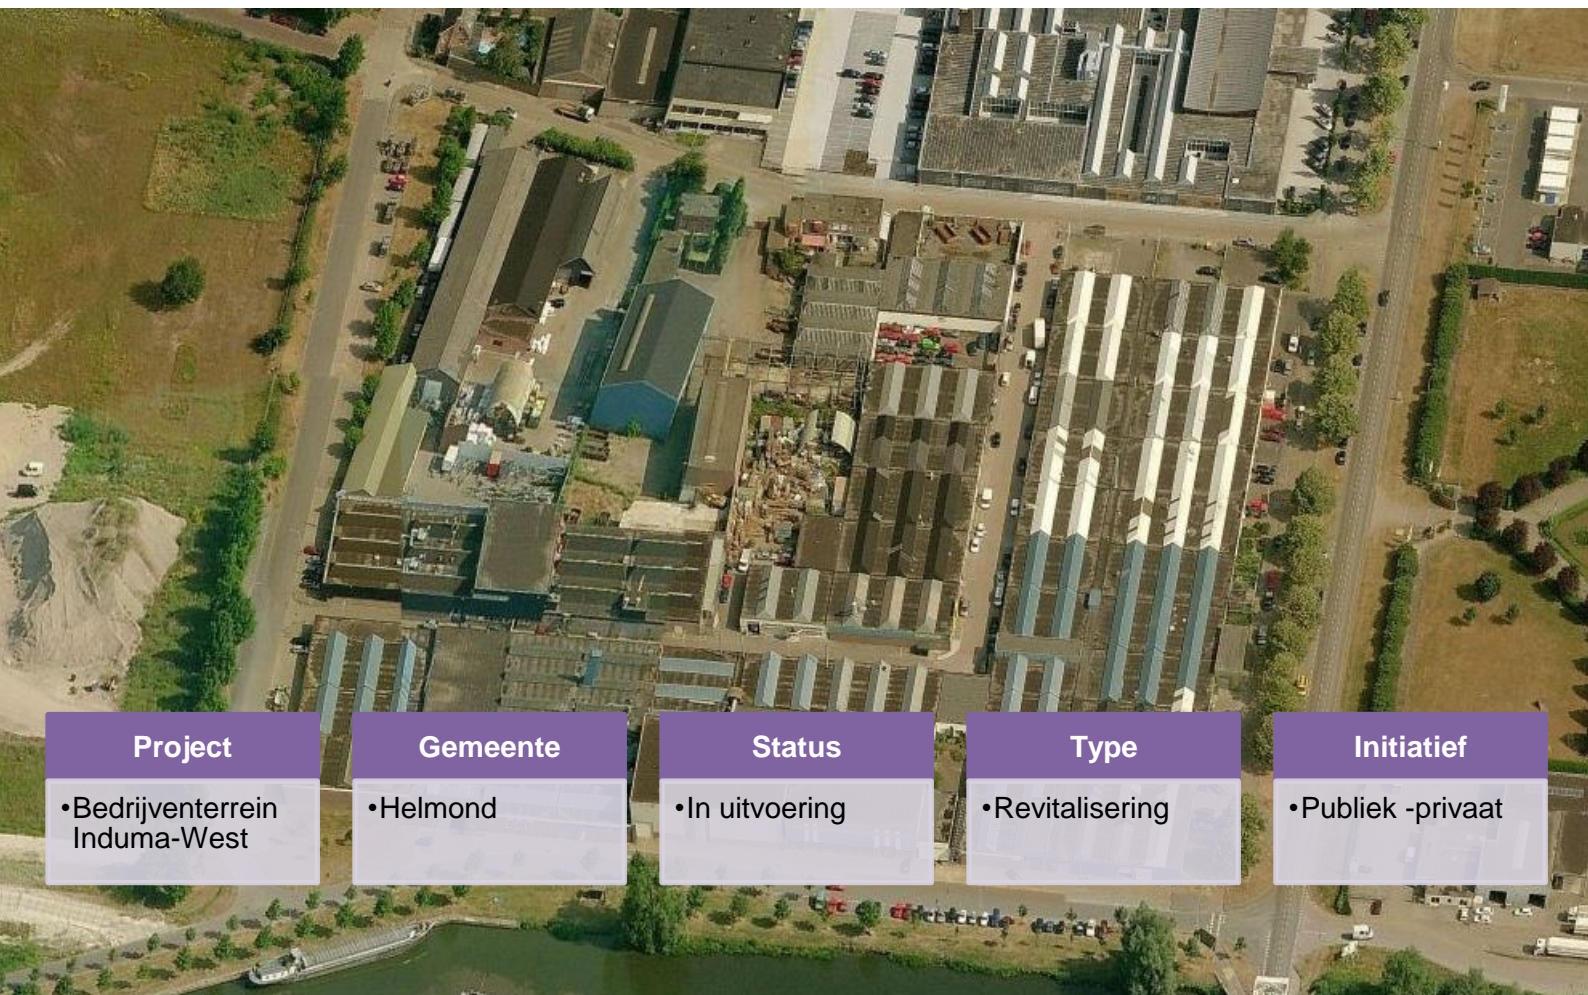 Project
•Bedrijventerrein
Induma-West
Gemeente
•Helmond
Status
•In uitvoering
Type
•Revitalisering
Initiatief
•Publiek -privaat